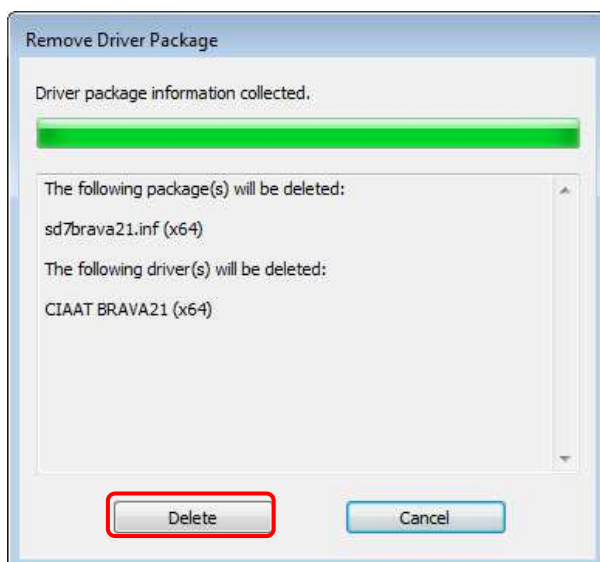 Remove Driver Package
Driver package information collected.
The following package(s) will be deleted:
sd7brava21.inf (x64)
The following driver(s) will be deleted:
CIAAT BRAVA21 (x64)
Delete
Cancel